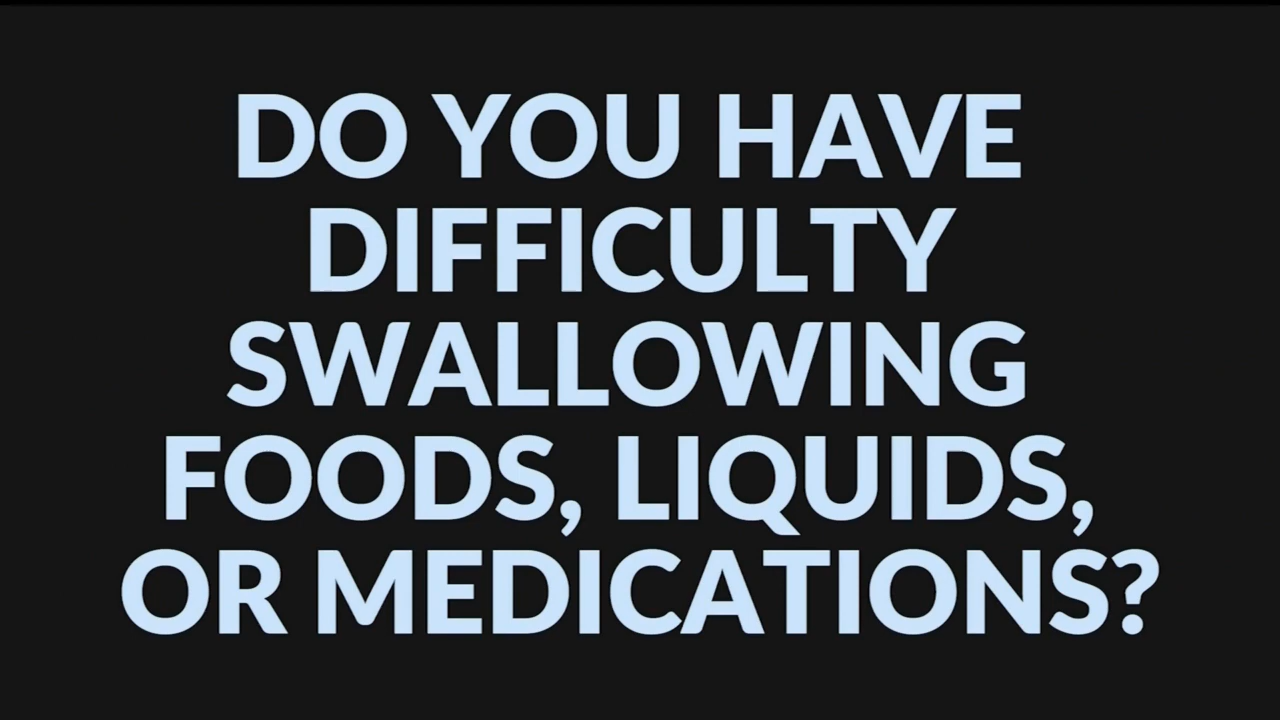 DO YOU HAVE
DIFFICULTY
SWALLOWING
FOODS, LIQUIDS,
OR MEDICATIONS?